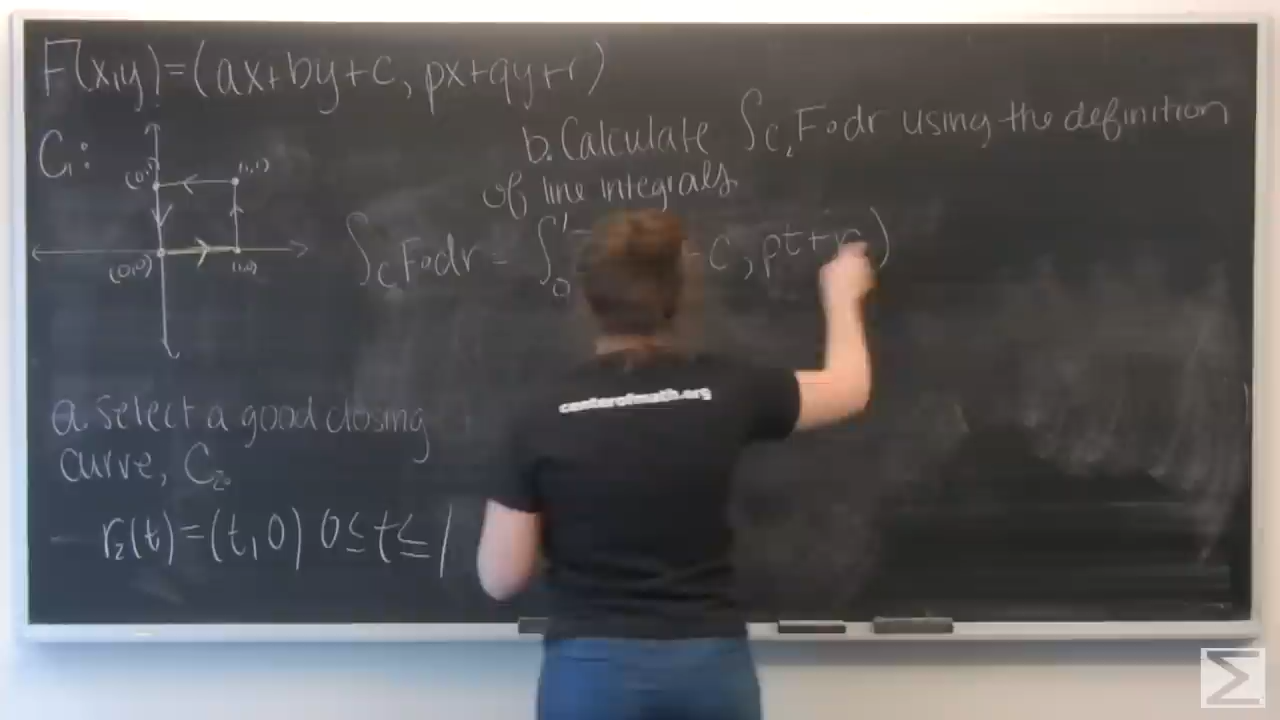 F(x,y)=(ax+by+c, px+qy+r)
C₁:
(0,1) (1,1)
(0,0) (1,0)
b. Calculate ∫C₂ F∘dr using the definition
of line integrals
∫C F∘dr = ∫₀¹ c, pt+r)
a. select a good closing
curve, C₂.
r₂(t)=(t,0) 0≤t≤1
centerofmath.org
Σ